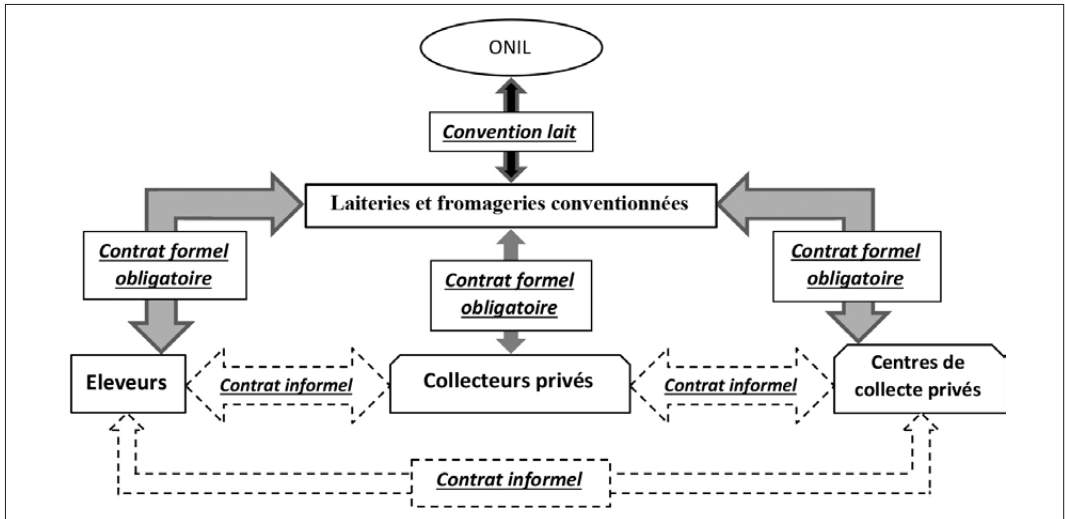 ONIL
Convention lait
Laiteries et fromageries conventionnées
Contrat formel
obligatoire
Contrat formel
obligatoire
Contrat formel
obligatoire
Eleveurs
Contrat informel
Collecteurs privés
Contrat informel
Centres de
collecte privés
Contrat informel